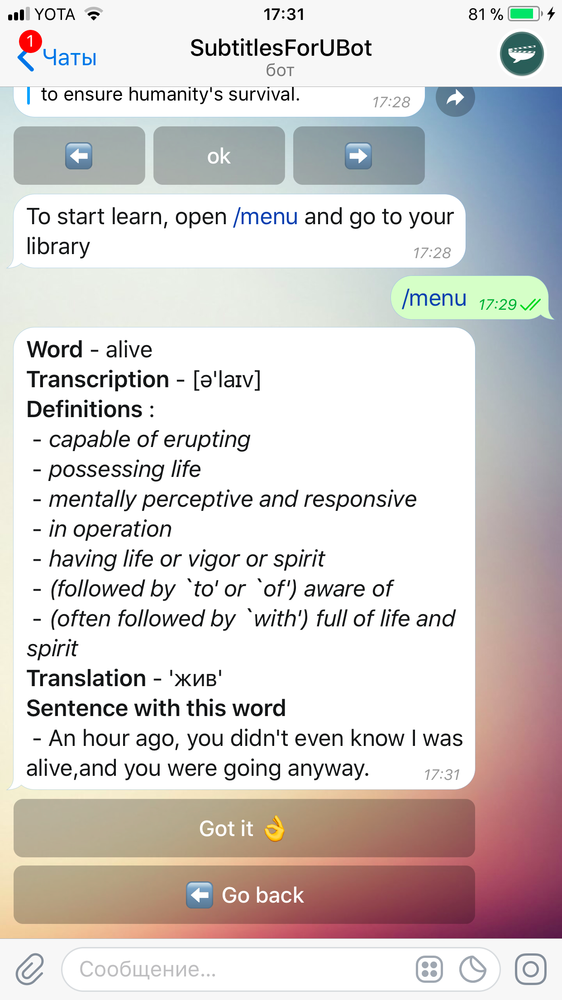 YOTA 17:31 81 %
1
Чаты
SubtitlesForUBot
бот
to ensure humanity's survival.
17:28
ok
To start learn, open /menu and go to your
library
17:28
/menu 17:29
Word - alive
Transcription - [ə'laɪv]
Definitions :
- capable of erupting
- possessing life
- mentally perceptive and responsive
- in operation
- having life or vigor or spirit
- (followed by `to' or `of') aware of
- (often followed by `with') full of life and
spirit
Translation - 'жив'
Sentence with this word
- An hour ago, you didn't even know I was
alive,and you were going anyway.
17:31
Got it 👌
Go back
Сообщение...